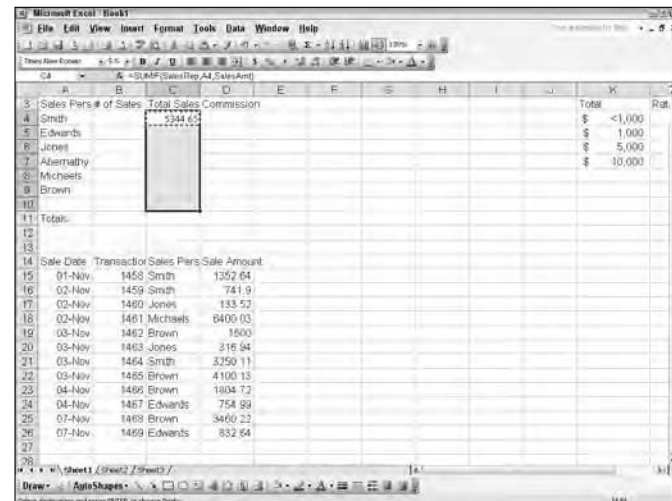 Microsoft Excel - Book1
File Edit View Insert Format Tools Data Window Help
Times New Roman B I U
C4 =SUMIF(SalesRep,A4,SalesAmt)
A B C D E F G H I J K
3 Sales Pers # of Sales Total Sales Commission Total Rat
4 Smith 5344.65 $ <1,000
5 Edwards $ 1,000
6 Jones $ 5,000
7 Abernathy $ 10,000
8 Michaels
9 Brown
10
11 Totals
12
13
14 Sale Date Transaction Sales Pers Sale Amount
15 01-Nov 1458 Smith 1352.64
16 02-Nov 1459 Smith 741.9
17 02-Nov 1460 Jones 133.52
18 02-Nov 1461 Michaels 6400.03
19 03-Nov 1462 Brown 1500
20 03-Nov 1463 Jones 316.94
21 03-Nov 1464 Smith 3250.11
22 03-Nov 1465 Brown 4100.13
23 04-Nov 1466 Brown 1804.72
24 04-Nov 1467 Edwards 754.99
25 07-Nov 1468 Brown 3460.22
26 07-Nov 1469 Edwards 832.64
27
28
Sheet1 / Sheet2 / Sheet3 /
Draw AutoShapes